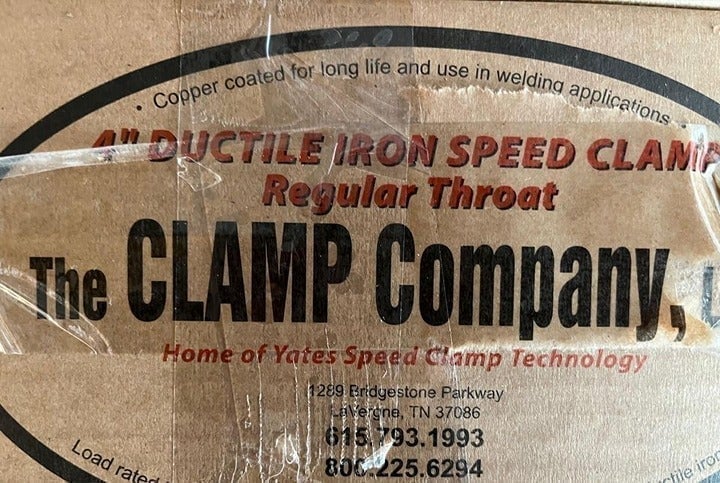 • Copper coated for long life and use in welding applications
4" DUCTILE IRON SPEED CLAMP
Regular Throat
The CLAMP Company,
Home of Yates Speed Clamp Technology
1289 Bridgestone Parkway
LaVergne, TN 37086
615.793.1993
800.225.6294
Load rated
ctile iron